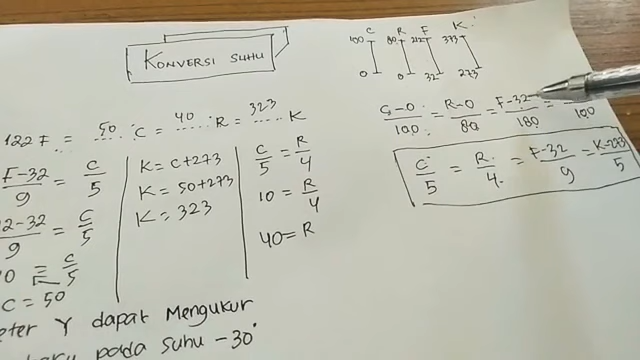 KONVERSI SUHU
C R F K
100 80 212 373
0 0 32 273
122 F = 50 °C = 40 °R = 323 K
C-0/100 = R-0/80 = F-32/180 = /100
C/5 = R/4 = F-32/9 = K-273/5
F-32/9 = C/5
2-32/9 = C/5
0 = C/5
C = 50
K = C+273
K = 50+273
K = 323
C/5 = R/4
10 = R/4
40 = R
eter Y dapat Mengukur
pada suhu -30°